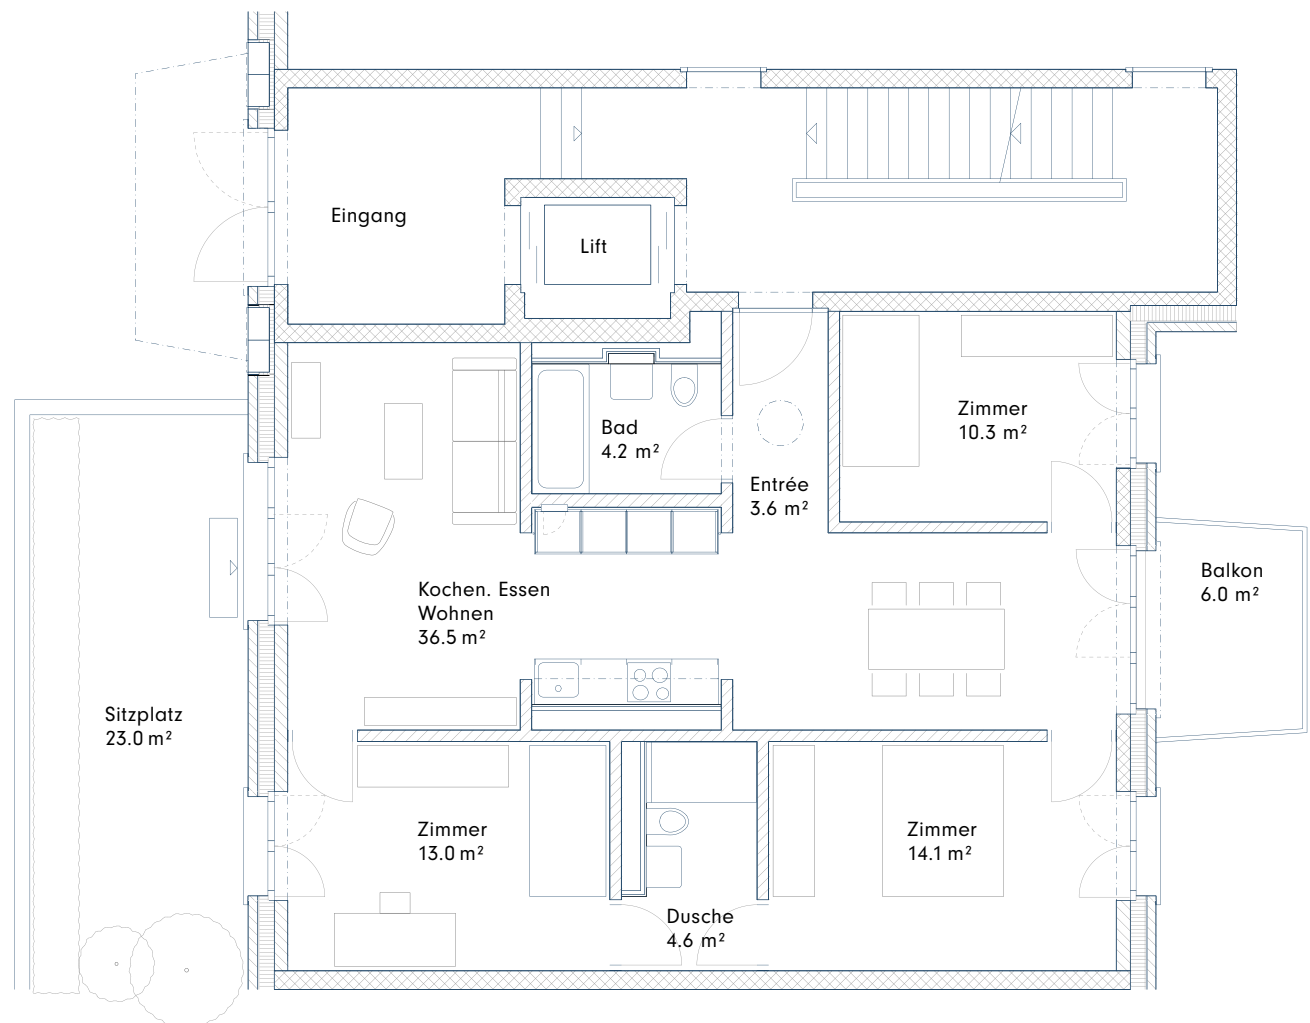 Eingang
Lift
Zimmer
10.3 m²
Bad
4.2 m²
Entrée
3.6 m²
Balkon
6.0 m²
Kochen. Essen
Wohnen
36.5 m²
Sitzplatz
23.0 m²
Zimmer
13.0 m²
Zimmer
14.1 m²
Dusche
4.6 m²